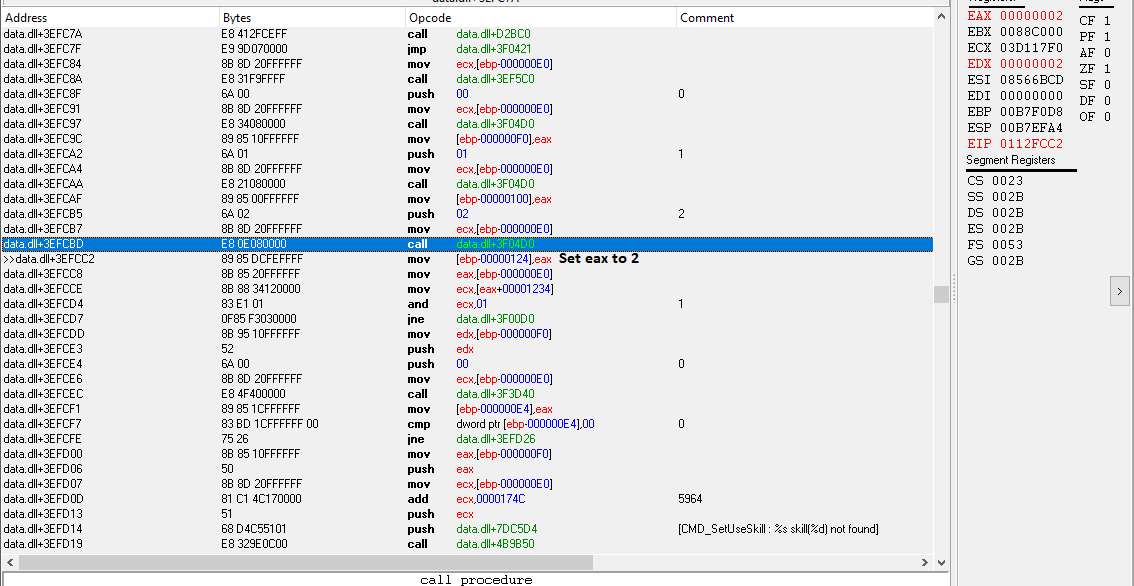 Address Bytes Opcode Comment
data.dll+3EFC7A E8 412FCEFF call data.dll+D2BC0
data.dll+3EFC7F E9 9D070000 jmp data.dll+3F0421
data.dll+3EFC84 8B 8D 20FFFFFF mov ecx,[ebp-000000E0]
data.dll+3EFC8A E8 31F9FFFF call data.dll+3EF5C0
data.dll+3EFC8F 6A 00 push 00 0
data.dll+3EFC91 8B 8D 20FFFFFF mov ecx,[ebp-000000E0]
data.dll+3EFC97 E8 34080000 call data.dll+3F04D0
data.dll+3EFC9C 89 85 10FFFFFF mov [ebp-000000F0],eax
data.dll+3EFCA2 6A 01 push 01 1
data.dll+3EFCA4 8B 8D 20FFFFFF mov ecx,[ebp-000000E0]
data.dll+3EFCAA E8 21080000 call data.dll+3F04D0
data.dll+3EFCAF 89 85 00FFFFFF mov [ebp-00000100],eax
data.dll+3EFCB5 6A 02 push 02 2
data.dll+3EFCB7 8B 8D 20FFFFFF mov ecx,[ebp-000000E0]
data.dll+3EFCBD E8 0E080000 call data.dll+3F04D0
>>data.dll+3EFCC2 89 85 DCFEFFFF mov [ebp-00000124],eax Set eax to 2
data.dll+3EFCC8 8B 85 20FFFFFF mov eax,[ebp-000000E0]
data.dll+3EFCCE 8B 88 34120000 mov ecx,[eax+00001234]
data.dll+3EFCD4 83 E1 01 and ecx,01 1
data.dll+3EFCD7 0F85 F3030000 jne data.dll+3F00D0
data.dll+3EFCDD 8B 95 10FFFFFF mov edx,[ebp-000000F0]
data.dll+3EFCE3 52 push edx
data.dll+3EFCE4 6A 00 push 00 0
data.dll+3EFCE6 8B 8D 20FFFFFF mov ecx,[ebp-000000E0]
data.dll+3EFCEC E8 4F400000 call data.dll+3F3D40
data.dll+3EFCF1 89 85 1CFFFFFF mov [ebp-000000E4],eax
data.dll+3EFCF7 83 BD 1CFFFFFF 00 cmp dword ptr [ebp-000000E4],00 0
data.dll+3EFCFE 75 26 jne data.dll+3EFD26
data.dll+3EFD00 8B 85 10FFFFFF mov eax,[ebp-000000F0]
data.dll+3EFD06 50 push eax
data.dll+3EFD07 8B 8D 20FFFFFF mov ecx,[ebp-000000E0]
data.dll+3EFD0D 81 C1 4C170000 add ecx,0000174C 5964
data.dll+3EFD13 51 push ecx
data.dll+3EFD14 68 D4C55101 push data.dll+7DC5D4 [CMD_SetUseSkill : %s skill(%d) not found]
data.dll+3EFD19 E8 329E0C00 call data.dll+4B9B50
call procedure
EAX 00000002
EBX 0088C000
ECX 03D117F0
EDX 00000002
ESI 08566BCD
EDI 00000000
EBP 00B7F0D8
ESP 00B7EFA4
EIP 0112FCC2
CF 1
PF 1
AF 0
ZF 1
SF 0
DF 0
OF 0
Segment Registers
CS 0023
SS 002B
DS 002B
ES 002B
FS 0053
GS 002B